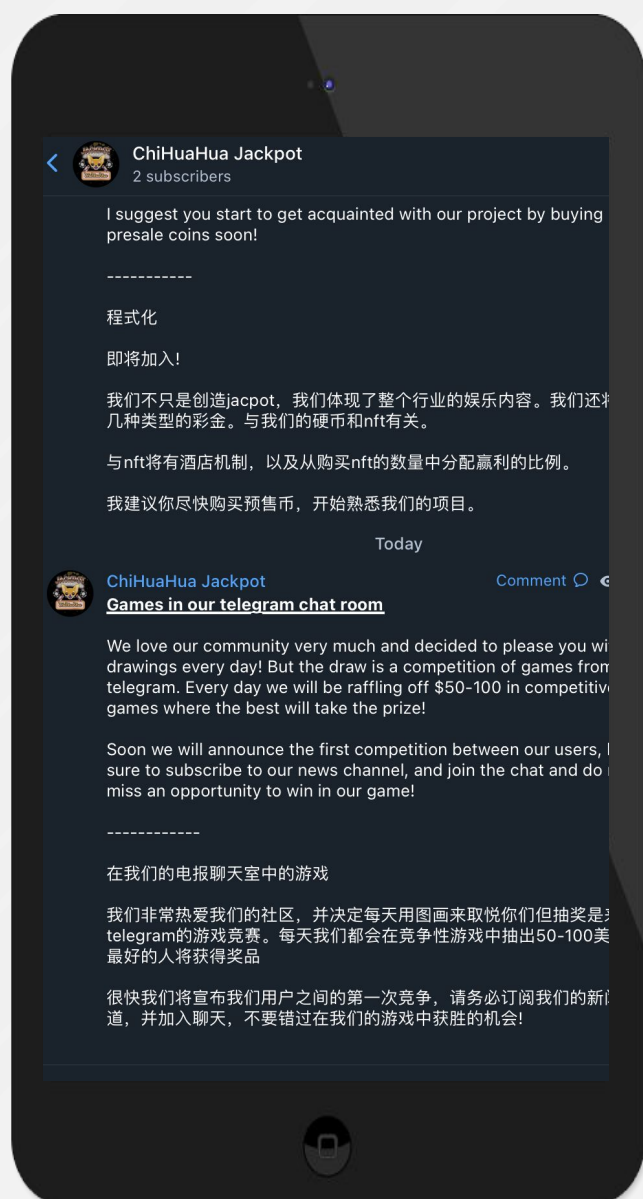 ChiHuaHua Jackpot
2 subscribers
I suggest you start to get acquainted with our project by buying
presale coins soon!
-----------
程式化
即将加入!
我们不只是创造jacpot，我们体现了整个行业的娱乐内容。我们还将
几种类型的彩金。与我们的硬币和nft有关。
与nft将有酒店机制，以及从购买nft的数量中分配赢利的比例。
我建议你尽快购买预售币，开始熟悉我们的项目。
Today
ChiHuaHua Jackpot Comment
Games in our telegram chat room
We love our community very much and decided to please you wi
drawings every day! But the draw is a competition of games from
telegram. Every day we will be raffling off $50-100 in competitiv
games where the best will take the prize!
Soon we will announce the first competition between our users,
sure to subscribe to our news channel, and join the chat and do
miss an opportunity to win in our game!
------------
在我们的电报聊天室中的游戏
我们非常热爱我们的社区，并决定每天用图画来取悦你们但抽奖是
telegram的游戏竞赛。每天我们都会在竞争性游戏中抽出50-100美
最好的人将获得奖品
很快我们将宣布我们用户之间的第一次竞争，请务必订阅我们的新闻
道，并加入聊天，不要错过在我们的游戏中获胜的机会!